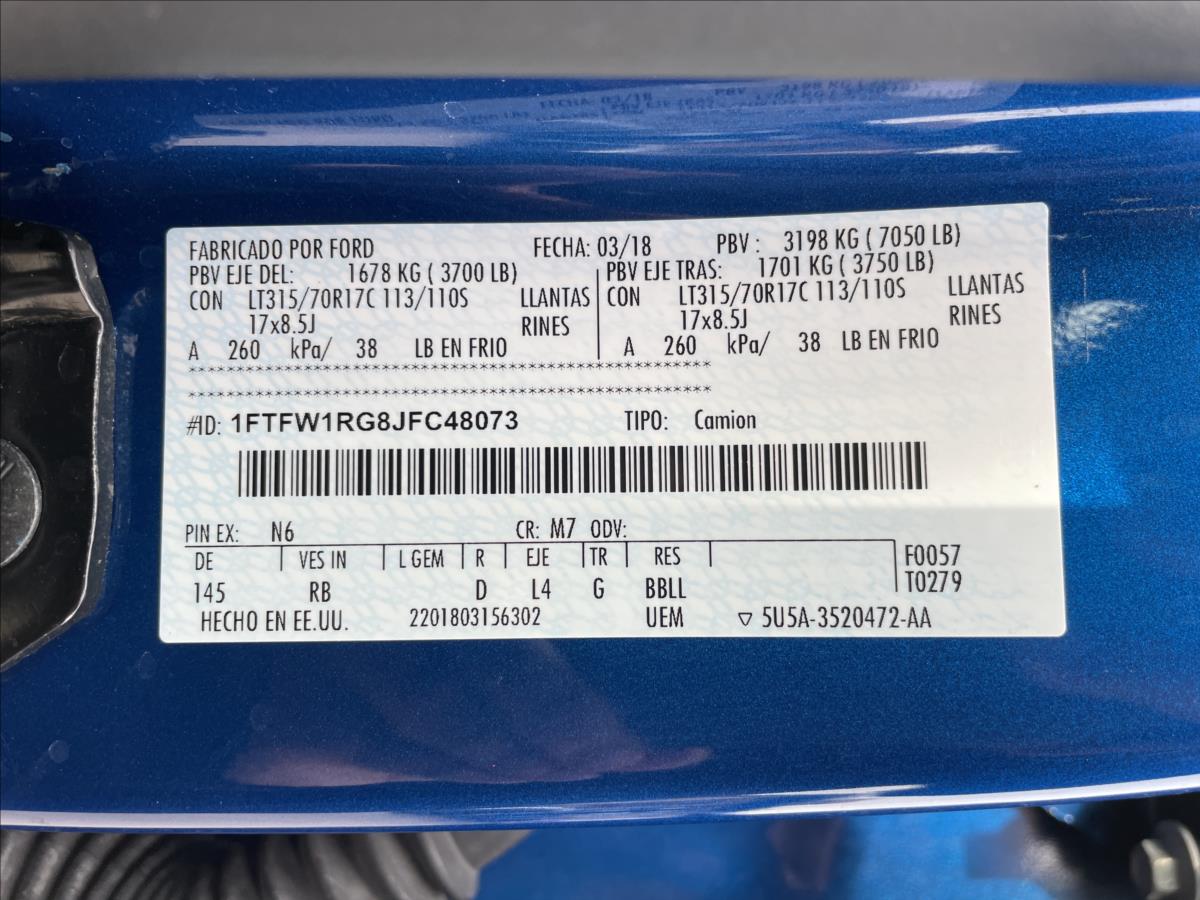 FABRICADO POR FORD FECHA: 03/18 PBV : 3198 KG ( 7050 LB)
PBV EJE DEL: 1678 KG ( 3700 LB) PBV EJE TRAS: 1701 KG ( 3750 LB)
CON LT315/70R17C 113/110S LLANTAS CON LT315/70R17C 113/110S LLANTAS
17x8.5J RINES 17x8.5J RINES
A 260 kPa/ 38 LB EN FRIO A 260 kPa/ 38 LB EN FRIO
#ID: 1FTFW1RG8JFC48073 TIPO: Camion
PIN EX: N6 CR: M7 ODV:
DE VES IN L GEM R EJE TR RES F0057
145 RB D L4 G BBLL T0279
HECHO EN EE.UU. 2201803156302 UEM ▽ 5U5A-3520472-AA